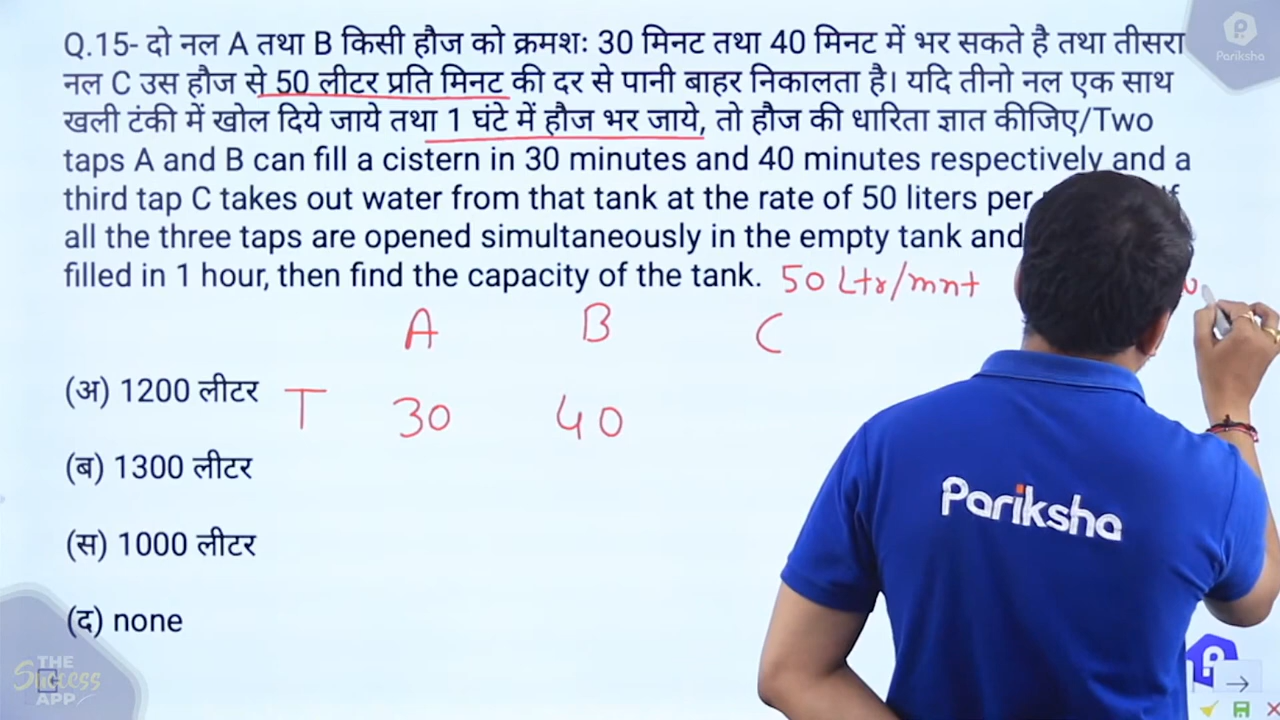 Q.15- दो नल A तथा B किसी हौज को क्रमशः 30 मिनट तथा 40 मिनट में भर सकते है तथा तीसरा
नल C उस हौज से 50 लीटर प्रति मिनट की दर से पानी बाहर निकालता है। यदि तीनो नल एक साथ
खली टंकी में खोल दिये जाये तथा 1 घंटे में हौज भर जाये, तो हौज की धारिता ज्ञात कीजिए/Two
taps A and B can fill a cistern in 30 minutes and 40 minutes respectively and a
third tap C takes out water from that tank at the rate of 50 liters per
all the three taps are opened simultaneously in the empty tank and
filled in 1 hour, then find the capacity of the tank. 50 Ltr/mnt
A B C
(अ) 1200 लीटर T 30 40
(ब) 1300 लीटर
(स) 1000 लीटर
(द) none
Pariksha
Pariksha
THE
Success
APP